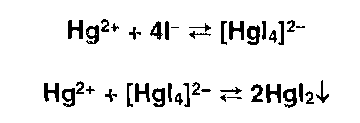 Hg²⁺ + 4I⁻ ⇄ [HgI₄]²⁻
Hg²⁺ + [HgI₄]²⁻ ⇄ 2HgI₂↓